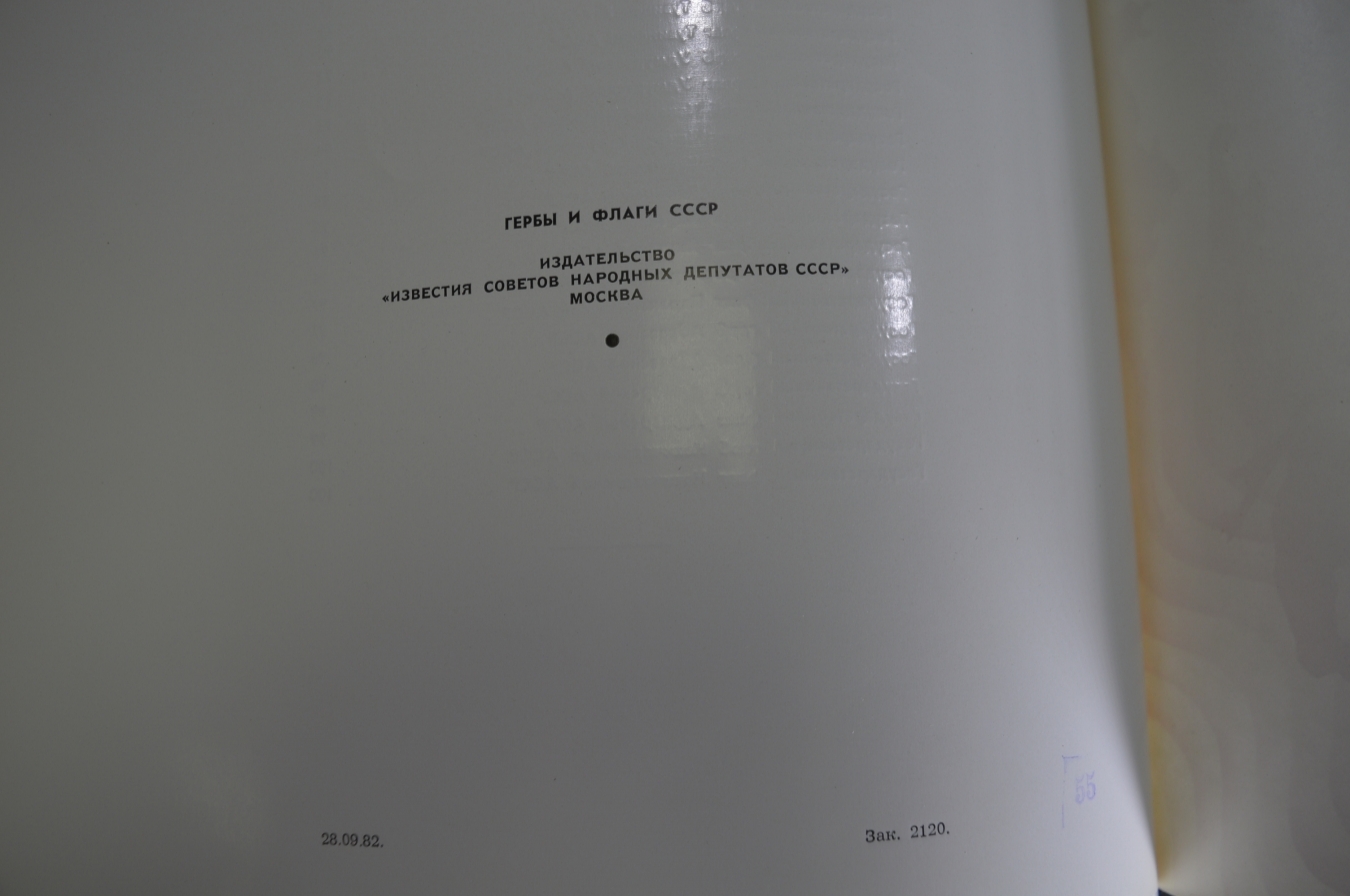 ГЕРБЫ И ФЛАГИ СССР
ИЗДАТЕЛЬСТВО
«ИЗВЕСТИЯ СОВЕТОВ НАРОДНЫХ ДЕПУТАТОВ СССР»
МОСКВА
55
28.09.82.
Зак. 2120.